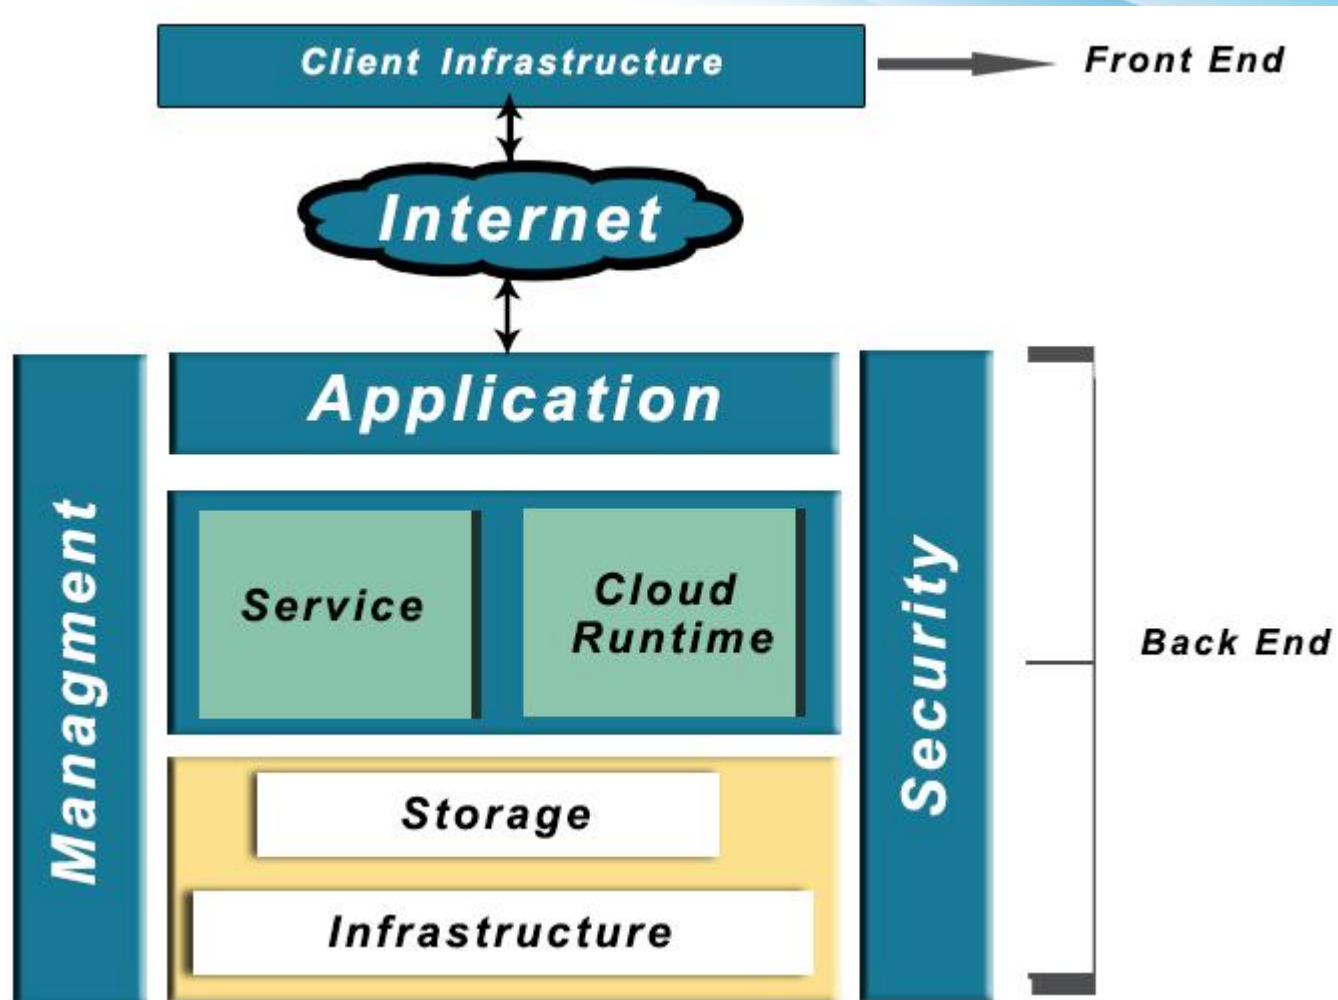 Client Infrastructure
Front End
Internet
Application
Managment
Service
Cloud
Runtime
Security
Back End
Storage
Infrastructure